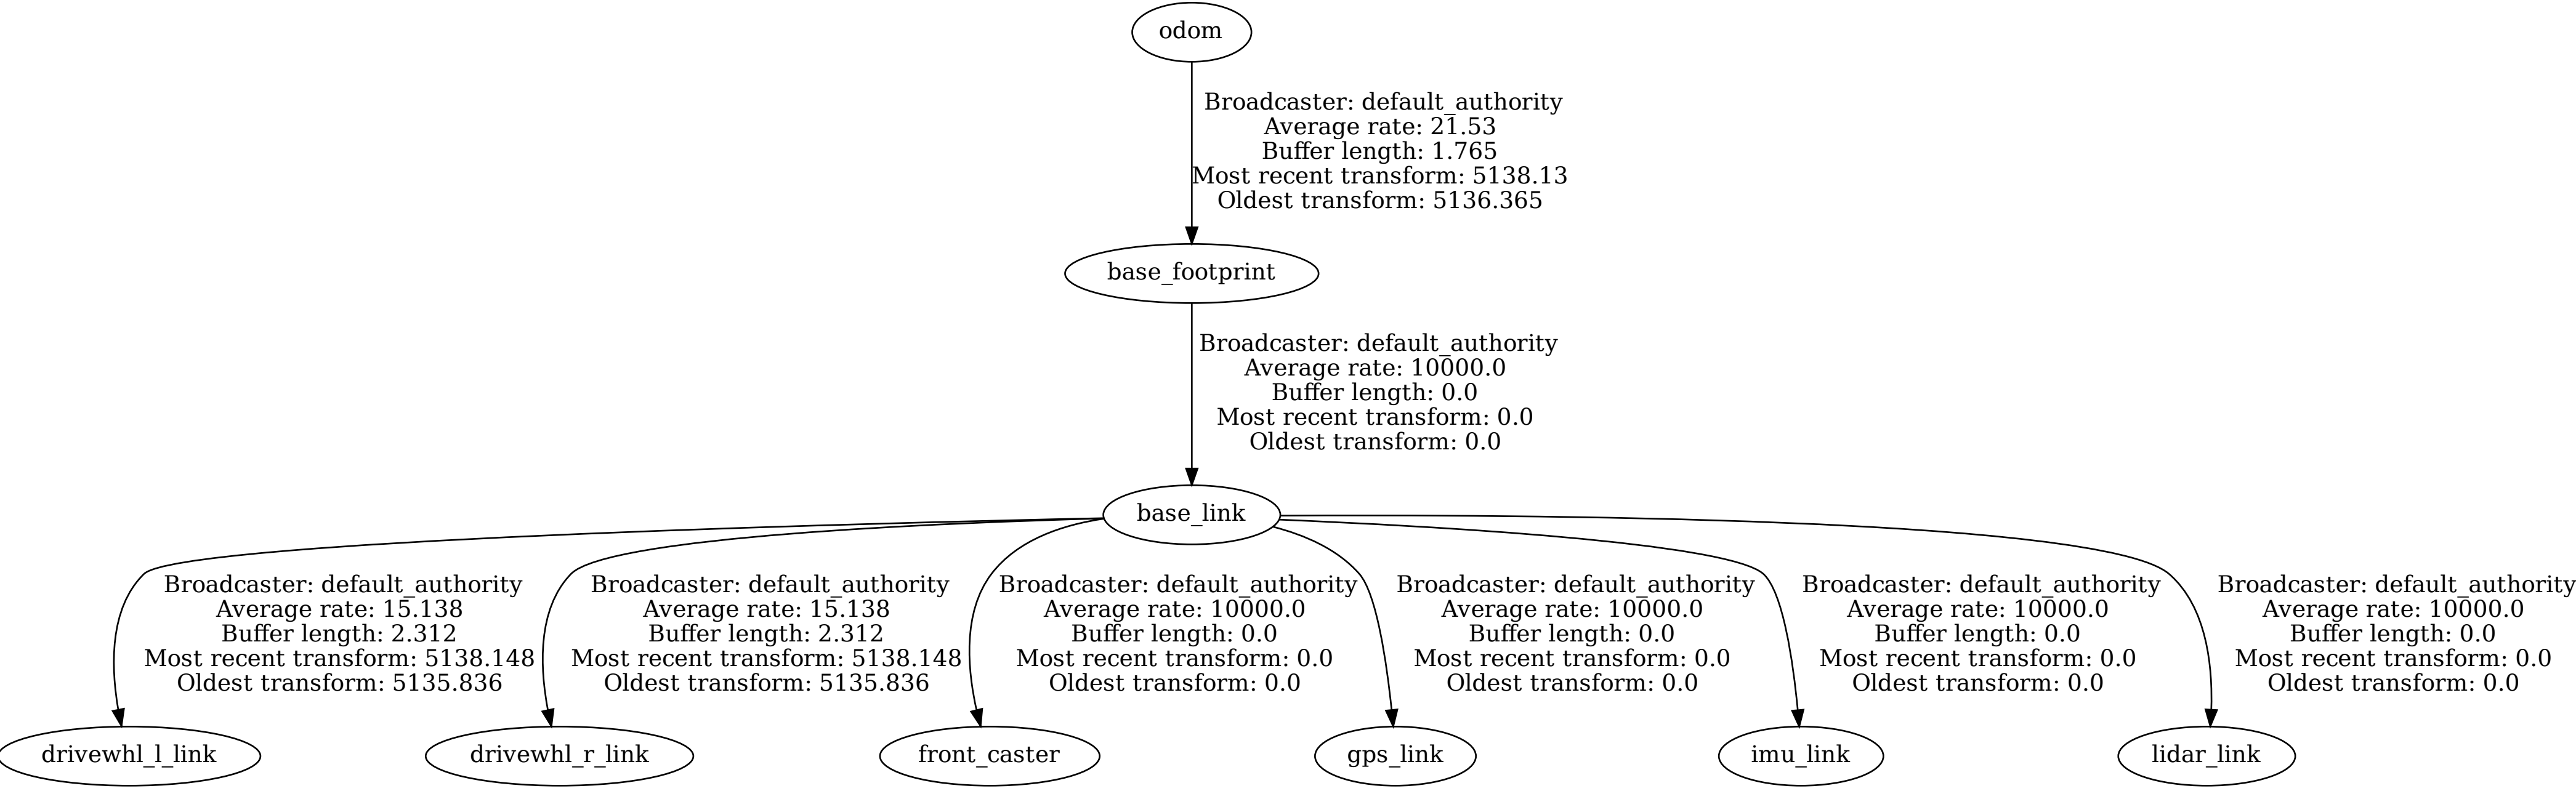 odom
Broadcaster: default_authority
Average rate: 21.53
Buffer length: 1.765
Most recent transform: 5138.13
Oldest transform: 5136.365
base_footprint
Broadcaster: default_authority
Average rate: 10000.0
Buffer length: 0.0
Most recent transform: 0.0
Oldest transform: 0.0
base_link
Broadcaster: default_authority
Average rate: 15.138
Buffer length: 2.312
Most recent transform: 5138.148
Oldest transform: 5135.836
Broadcaster: default_authority
Average rate: 15.138
Buffer length: 2.312
Most recent transform: 5138.148
Oldest transform: 5135.836
Broadcaster: default_authority
Average rate: 10000.0
Buffer length: 0.0
Most recent transform: 0.0
Oldest transform: 0.0
Broadcaster: default_authority
Average rate: 10000.0
Buffer length: 0.0
Most recent transform: 0.0
Oldest transform: 0.0
Broadcaster: default_authority
Average rate: 10000.0
Buffer length: 0.0
Most recent transform: 0.0
Oldest transform: 0.0
Broadcaster: default_authority
Average rate: 10000.0
Buffer length: 0.0
Most recent transform: 0.0
Oldest transform: 0.0
drivewhl_l_link
drivewhl_r_link
front_caster
gps_link
imu_link
lidar_link